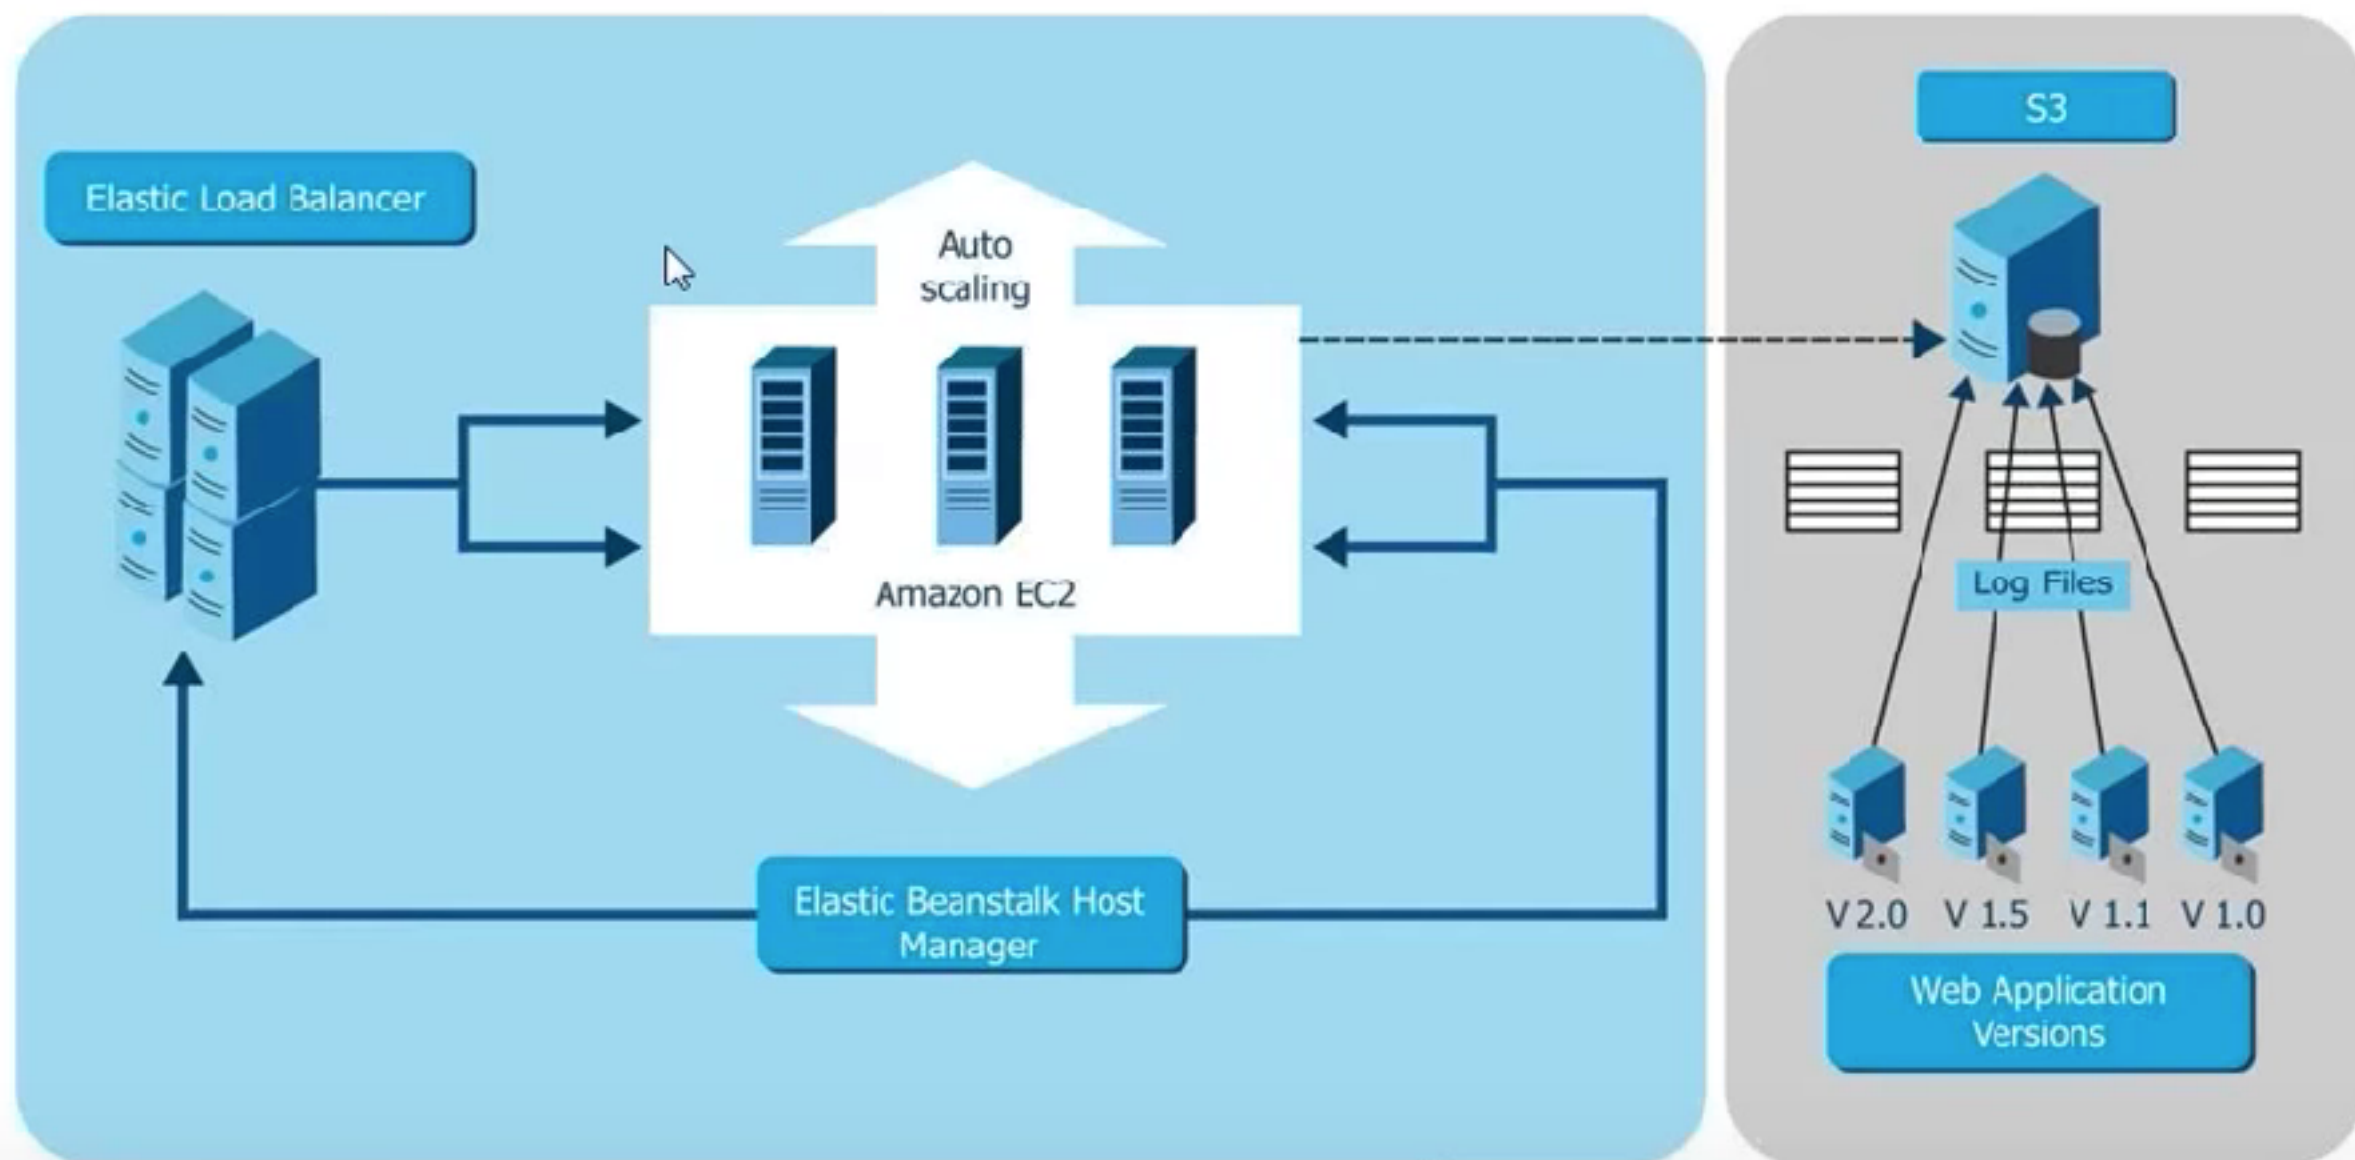 S3
Elastic Load Balancer
Auto
scaling
Amazon EC2
Log Files
Elastic Beanstalk Host
Manager
V 2.0 V 1.5 V 1.1 V 1.0
Web Application
Versions